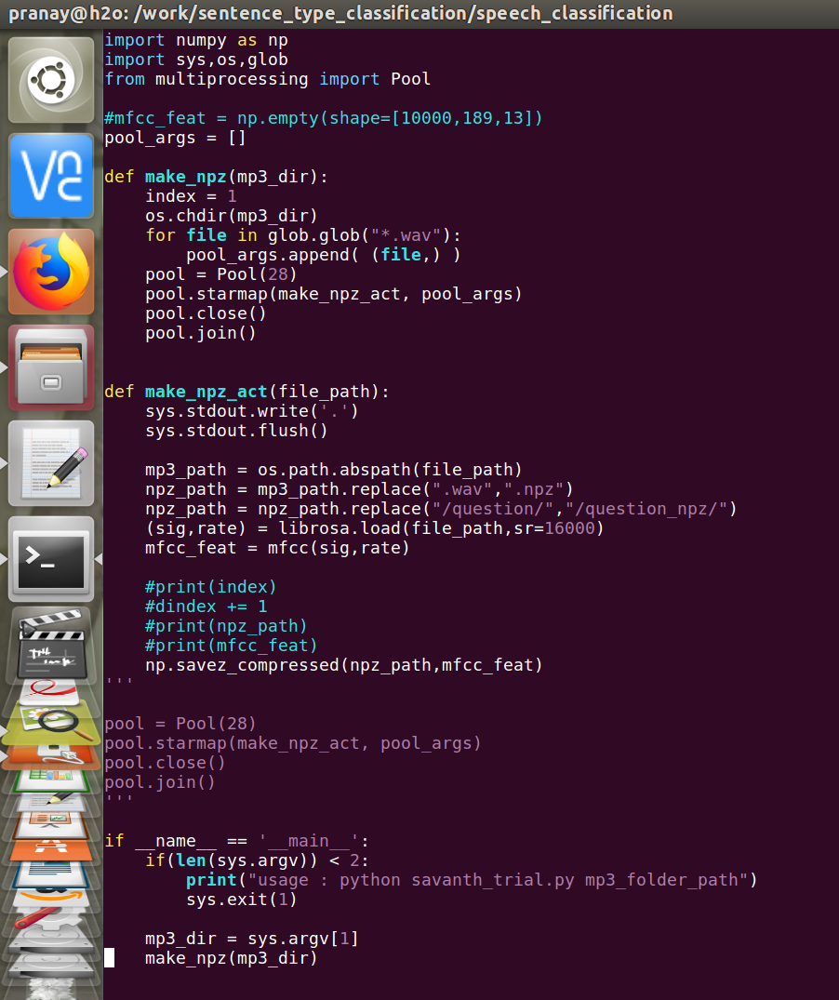 pranay@h2o: /work/sentence_type_classification/speech_classification
import numpy as np
import sys,os,glob
from multiprocessing import Pool
#mfcc_feat = np.empty(shape=[10000,189,13])
pool_args = []
def make_npz(mp3_dir):
    index = 1
    os.chdir(mp3_dir)
    for file in glob.glob("*.wav"):
        pool_args.append( (file,) )
    pool = Pool(28)
    pool.starmap(make_npz_act, pool_args)
    pool.close()
    pool.join()
def make_npz_act(file_path):
    sys.stdout.write('.')
    sys.stdout.flush()
    mp3_path = os.path.abspath(file_path)
    npz_path = mp3_path.replace(".wav",".npz")
    npz_path = npz_path.replace("/question/","/question_npz/")
    (sig,rate) = librosa.load(file_path,sr=16000)
    mfcc_feat = mfcc(sig,rate)
    #print(index)
    #dindex += 1
    #print(npz_path)
    #print(mfcc_feat)
    np.savez_compressed(npz_path,mfcc_feat)
'''
pool = Pool(28)
pool.starmap(make_npz_act, pool_args)
pool.close()
pool.join()
'''
if __name__ == '__main__':
    if(len(sys.argv)) < 2:
        print("usage : python savanth_trial.py mp3_folder_path")
        sys.exit(1)
    mp3_dir = sys.argv[1]
    make_npz(mp3_dir)